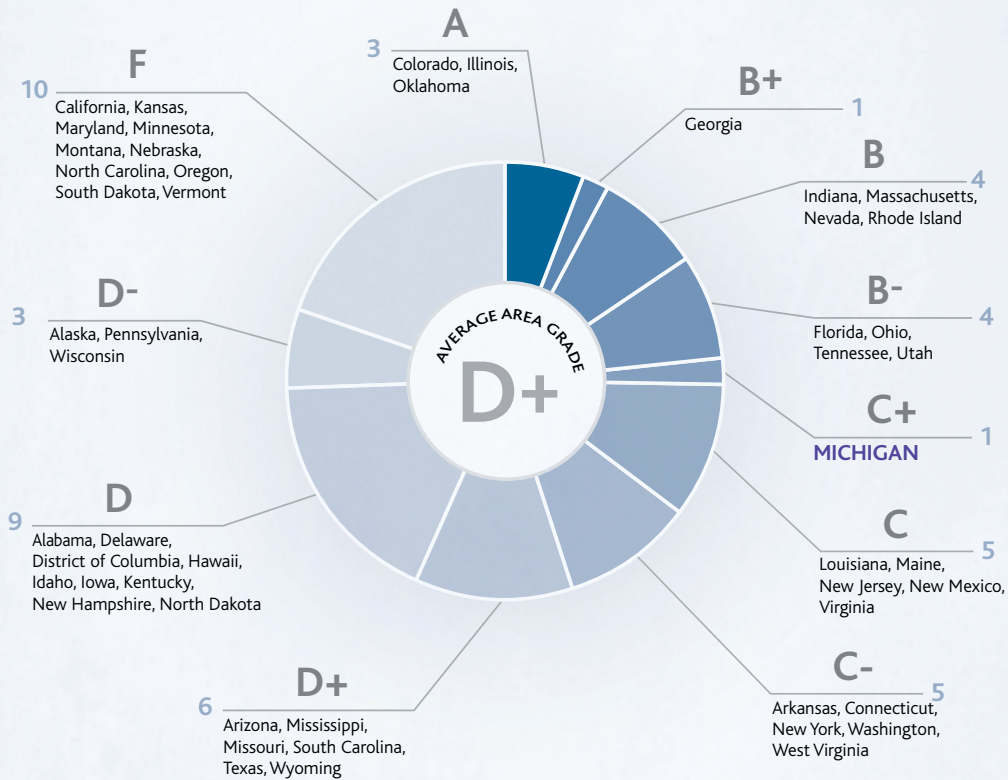 A
3
Colorado, Illinois,
Oklahoma
B+
1
Georgia
B
4
Indiana, Massachusetts,
Nevada, Rhode Island
B-
4
Florida, Ohio,
Tennessee, Utah
C+
1
MICHIGAN
C
5
Louisiana, Maine,
New Jersey, New Mexico,
Virginia
C-
5
Arkansas, Connecticut,
New York, Washington,
West Virginia
D+
6
Arizona, Mississippi,
Missouri, South Carolina,
Texas, Wyoming
D
9
Alabama, Delaware,
District of Columbia, Hawaii,
Idaho, Iowa, Kentucky,
New Hampshire, North Dakota
D-
3
Alaska, Pennsylvania,
Wisconsin
F
10
California, Kansas,
Maryland, Minnesota,
Montana, Nebraska,
North Carolina, Oregon,
South Dakota, Vermont
AVERAGE AREA GRADE
D+